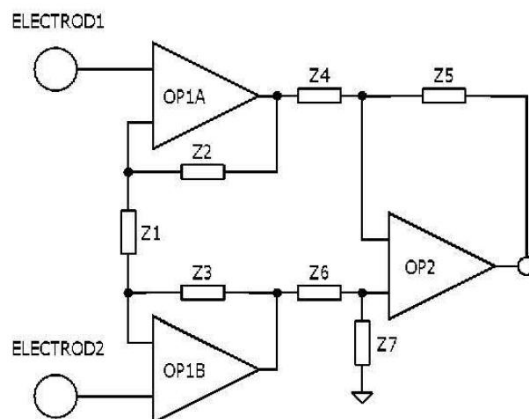 ELECTROD1
OP1A
Z4
Z5
Z2
Z1
Z3
Z6
OP2
Z7
ELECTROD2
OP1B